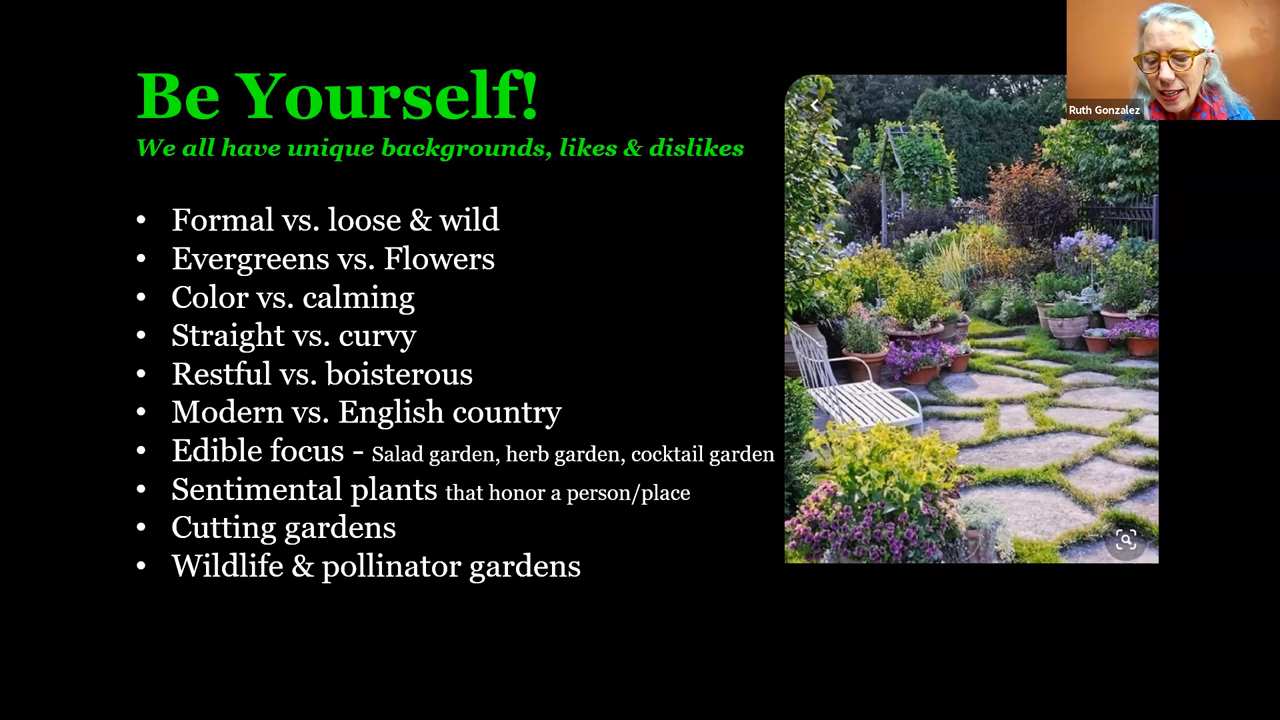 Be Yourself!
We all have unique backgrounds, likes & dislikes
• Formal vs. loose & wild
• Evergreens vs. Flowers
• Color vs. calming
• Straight vs. curvy
• Restful vs. boisterous
• Modern vs. English country
• Edible focus - Salad garden, herb garden, cocktail garden
• Sentimental plants that honor a person/place
• Cutting gardens
• Wildlife & pollinator gardens
Ruth Gonzalez